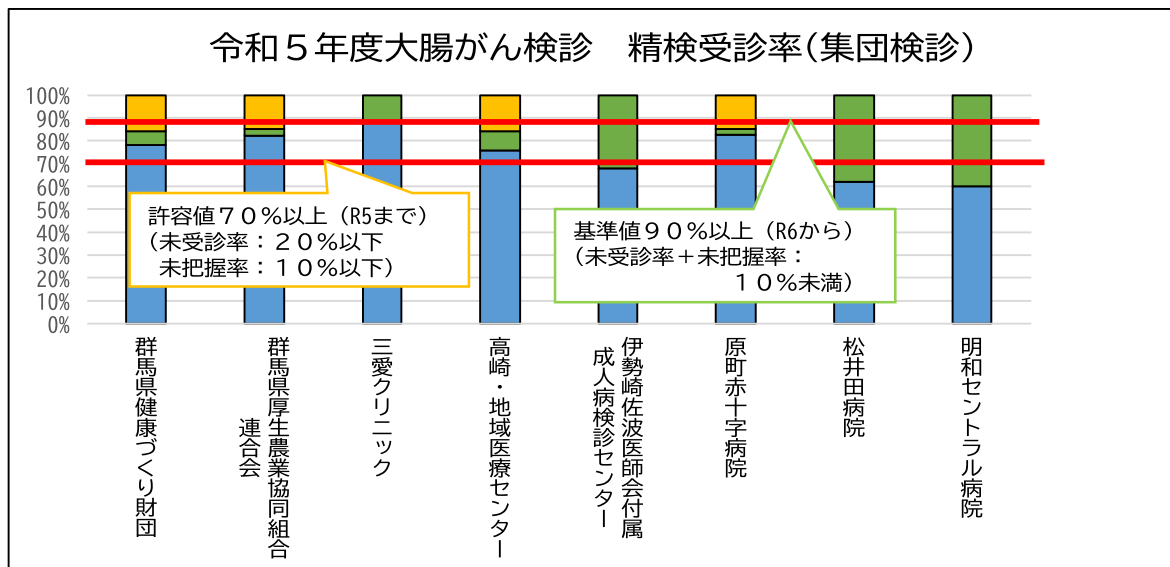 令和５年度大腸がん検診　精検受診率(集団検診)
100%
90%
80%
70%
60%
50%
40%
30%
20%
10%
0%
許容値７０％以上（R5まで）
（未受診率：２０％以下
未把握率：１０％以下）
基準値９０％以上（R6から）
（未受診率＋未把握率：
１０％未満）
群馬県健康づくり財団
群馬県厚生農業協同組合
連合会
三愛クリニック
高崎・地域医療センター
伊勢崎佐波医師会付属
成人病検診センター
原町赤十字病院
松井田病院
明和セントラル病院